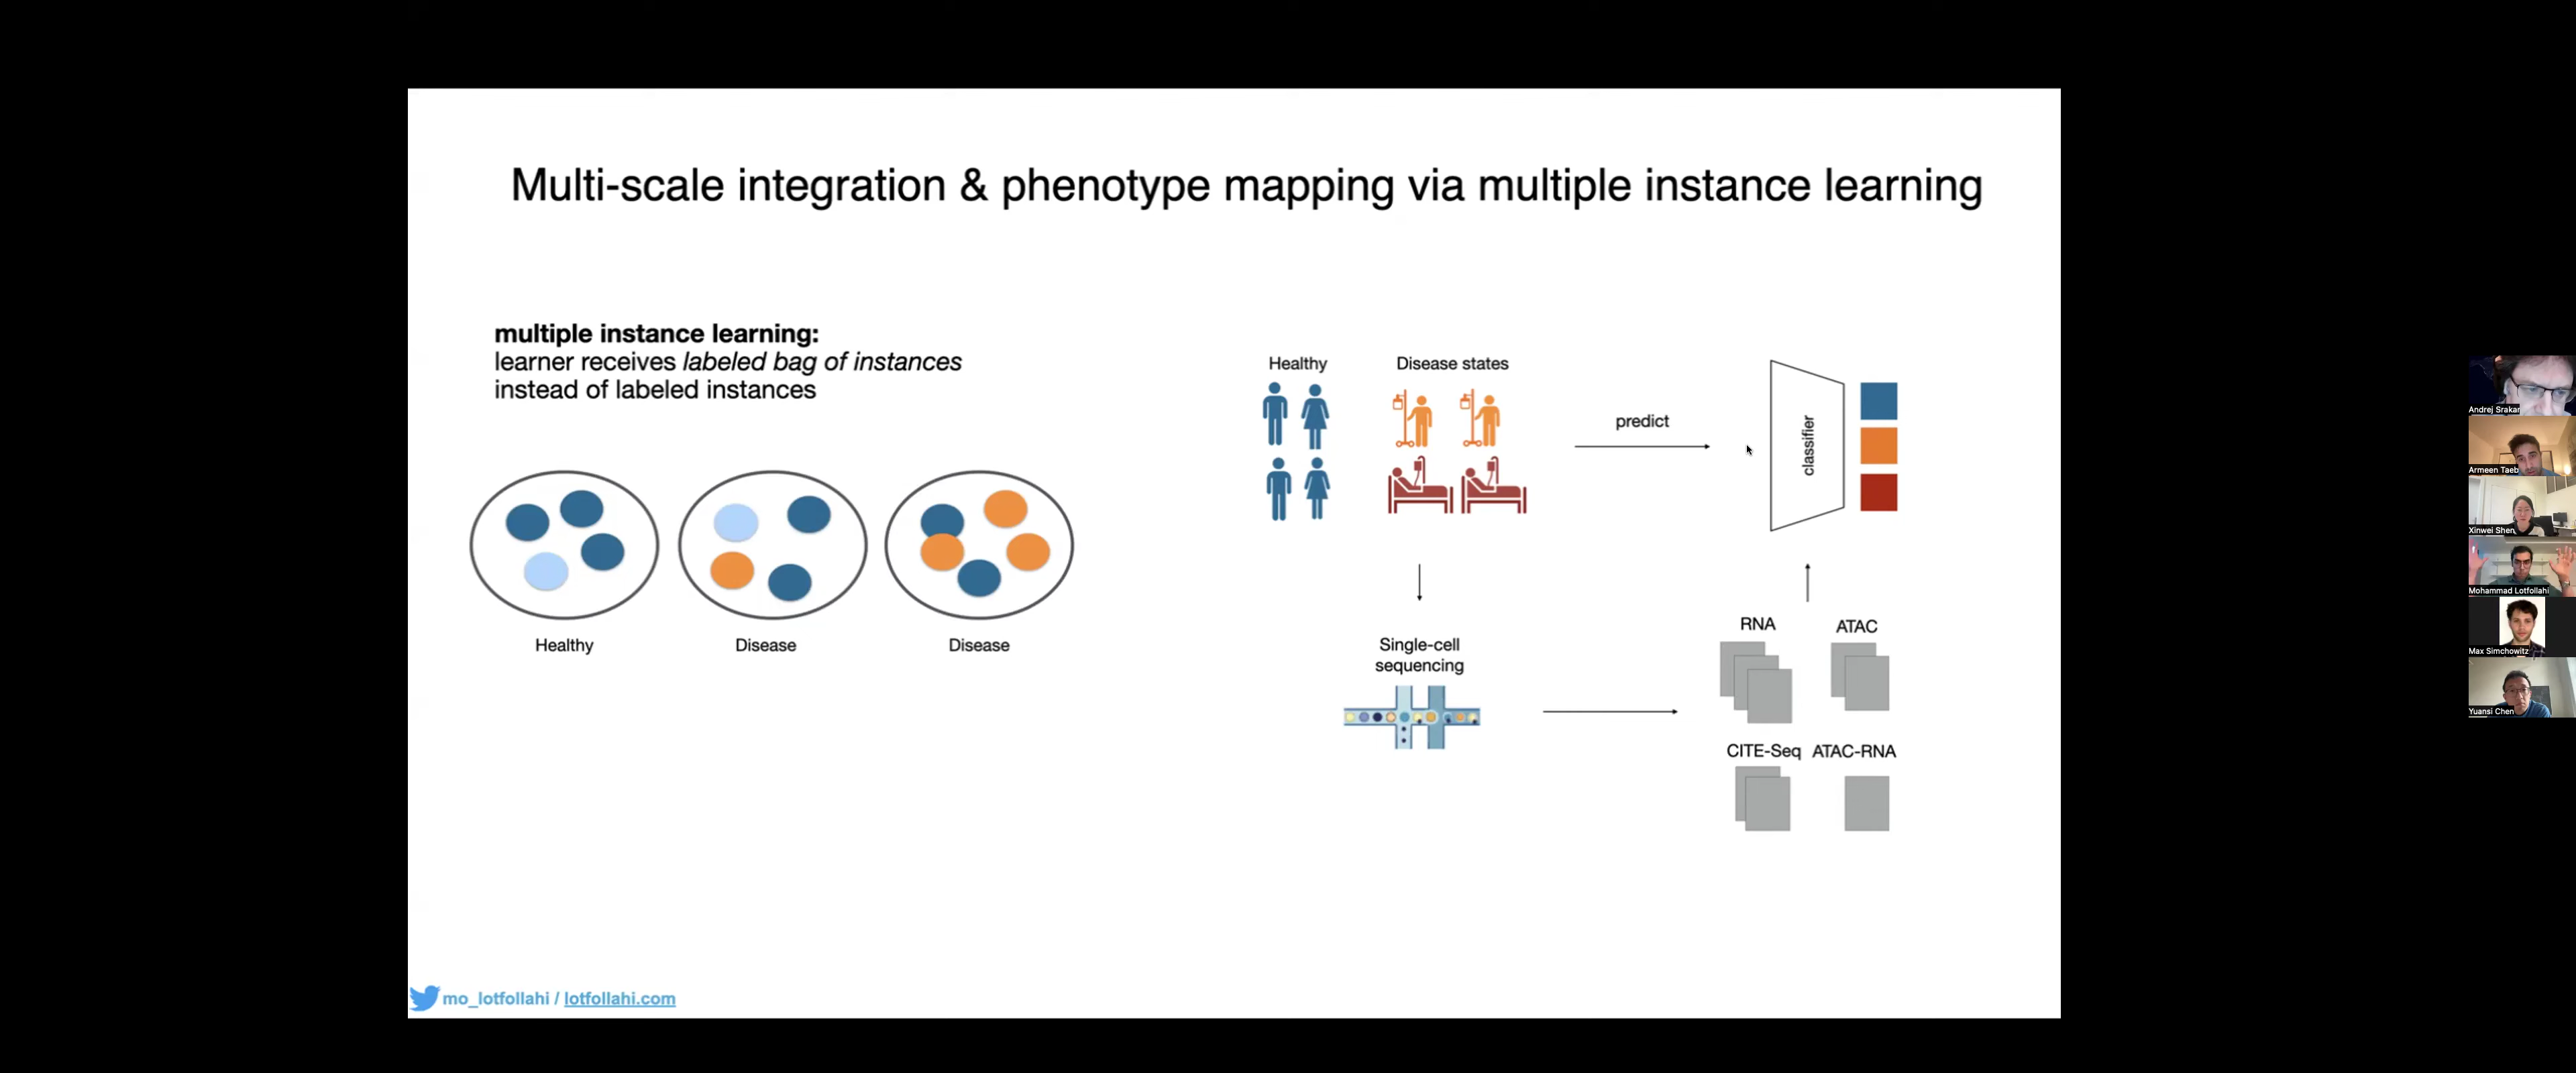 Multi-scale integration & phenotype mapping via multiple instance learning
multiple instance learning:
learner receives labeled bag of instances
instead of labeled instances
Healthy
Disease
Disease
Healthy
Disease states
predict
classifier
Single-cell
sequencing
RNA
ATAC
CITE-Seq
ATAC-RNA
mo_lotfollahi / lotfollahi.com
Andrej Srakar
Armeen Taeb
Xinwei Shen
Mohammad Lotfollahi
Max Simchowitz
Yuansi Chen